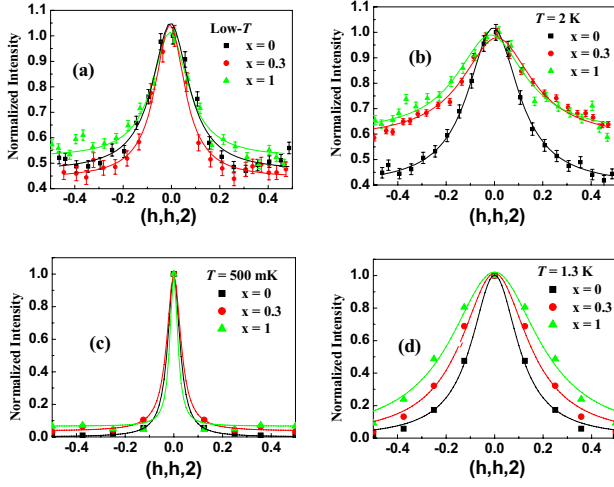 Low-T
x = 0
x = 0.3
x = 1
(a)
Normalized Intensity
1.1
1.0
0.9
0.8
0.7
0.6
0.5
0.4
-0.4 -0.2 0.0 0.2 0.4
(h,h,2)
T = 2 K
x = 0
x = 0.3
x = 1
(b)
Normalized Intensity
1.1
1.0
0.9
0.8
0.7
0.6
0.5
0.4
-0.4 -0.2 0.0 0.2 0.4
(h,h,2)
T = 500 mK
x = 0
x = 0.3
x = 1
(c)
Normalized Intensity
1.0
0.8
0.6
0.4
0.2
0.0
-0.4 -0.2 0.0 0.2 0.4
(h,h,2)
T = 1.3 K
x = 0
x = 0.3
x = 1
(d)
Normalized Intensity
1.0
0.8
0.6
0.4
0.2
0.0
-0.4 -0.2 0.0 0.2 0.4
(h,h,2)